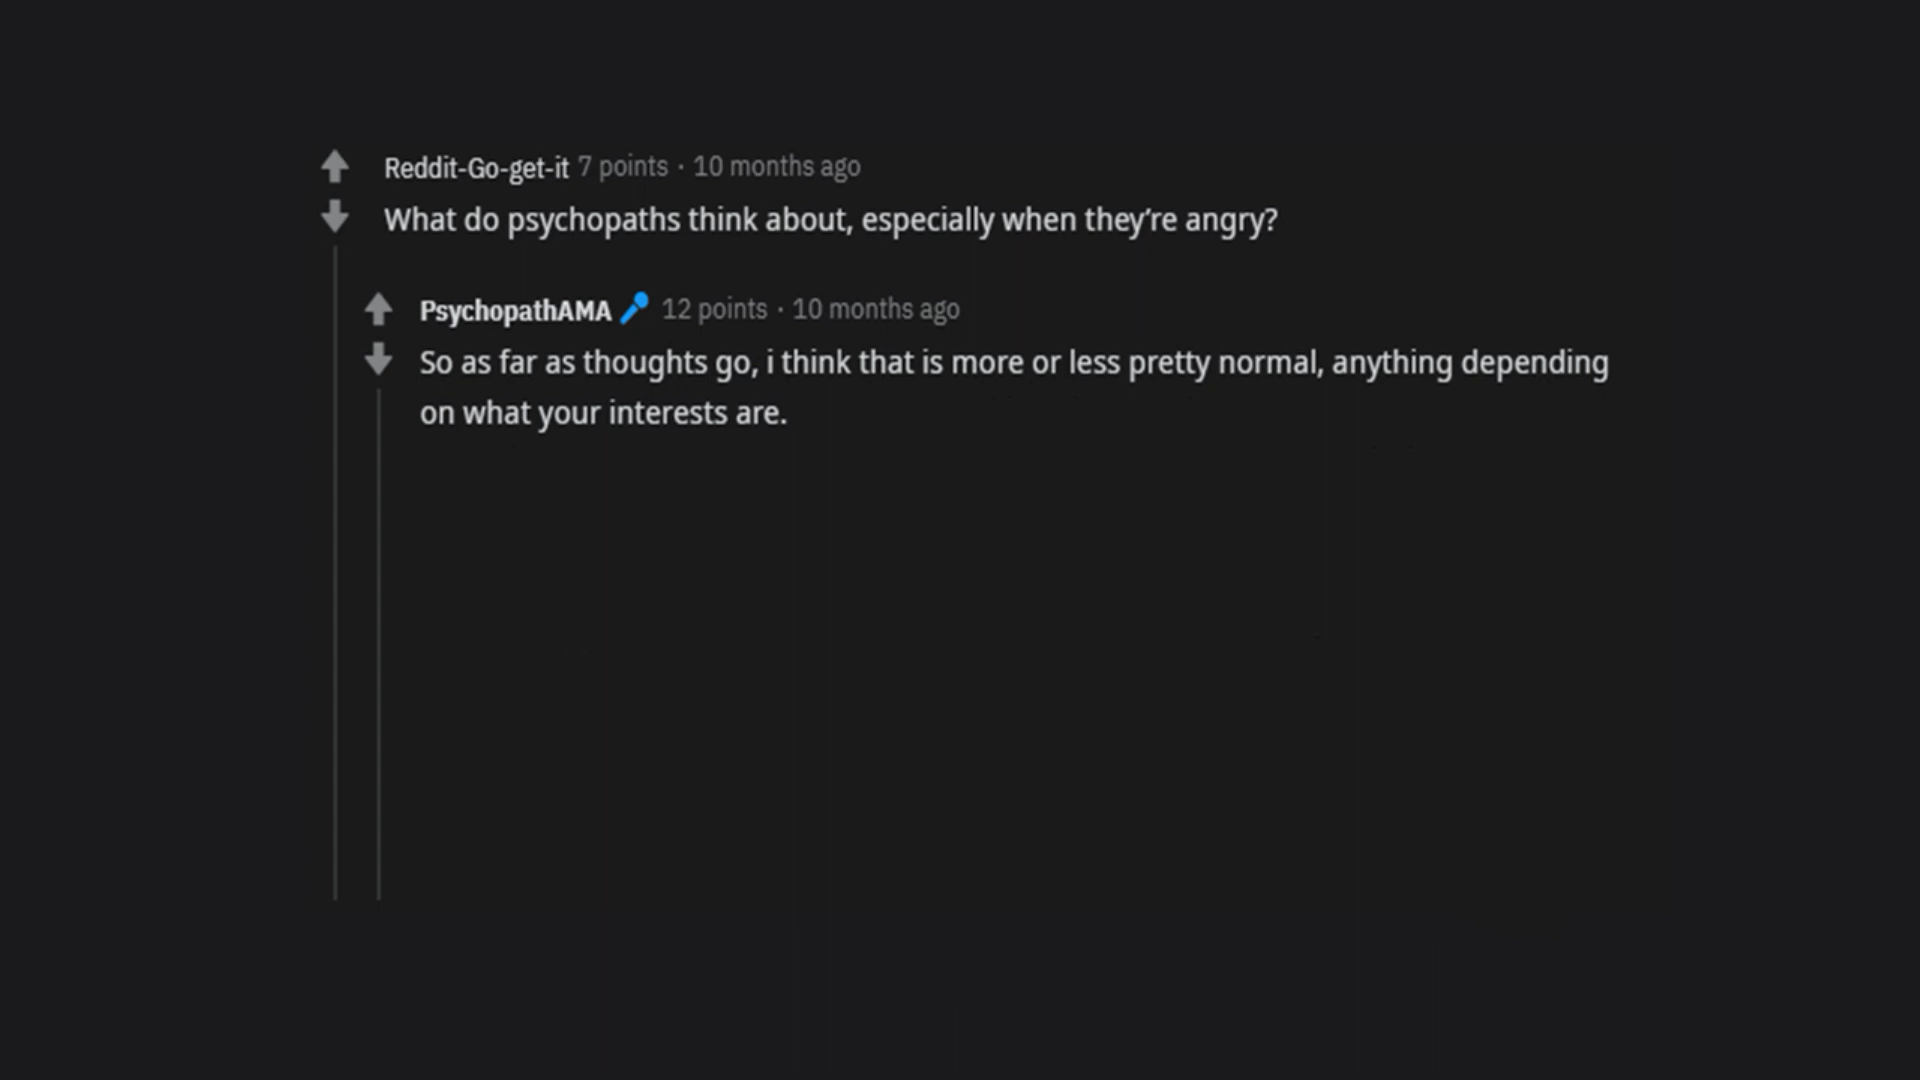 Reddit-Go-get-it 7 points · 10 months ago
What do psychopaths think about, especially when they’re angry?
PsychopathAMA 12 points · 10 months ago
So as far as thoughts go, i think that is more or less pretty normal, anything depending
on what your interests are.